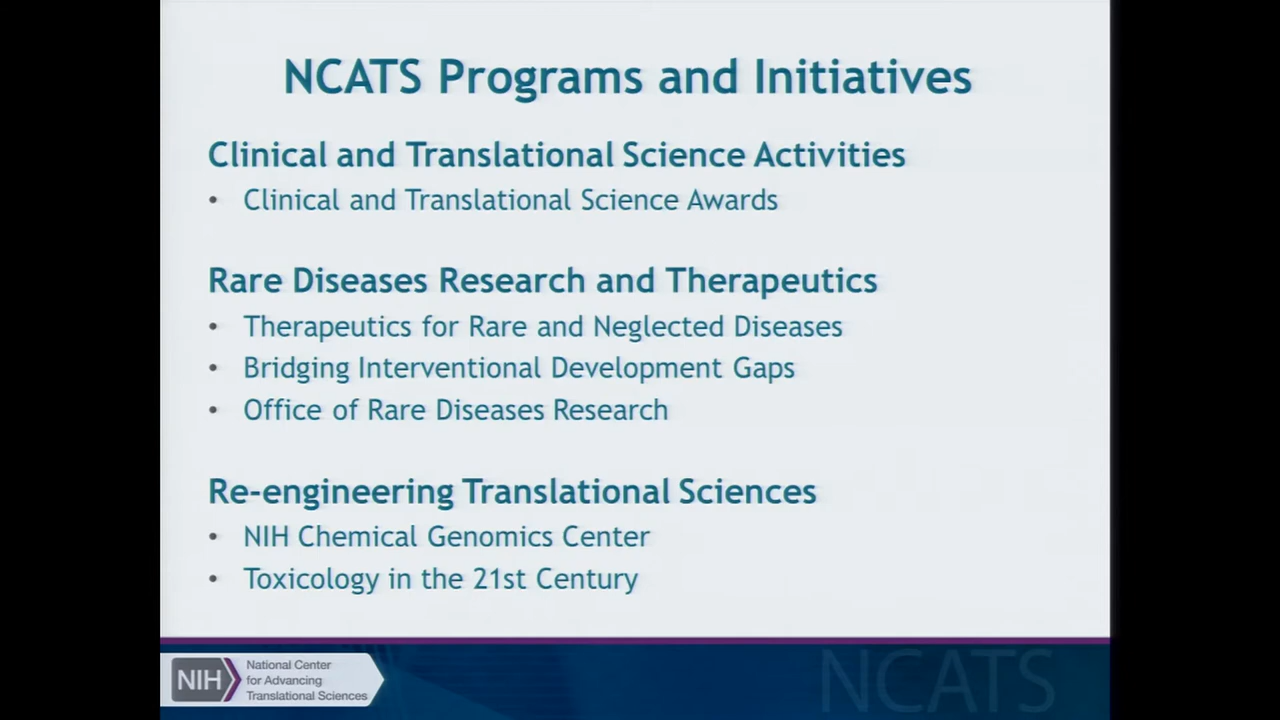 NCATS Programs and Initiatives
Clinical and Translational Science Activities
• Clinical and Translational Science Awards
Rare Diseases Research and Therapeutics
• Therapeutics for Rare and Neglected Diseases
• Bridging Interventional Development Gaps
• Office of Rare Diseases Research
Re-engineering Translational Sciences
• NIH Chemical Genomics Center
• Toxicology in the 21st Century
NIH
National Center
for Advancing
Translational Sciences
NCATS